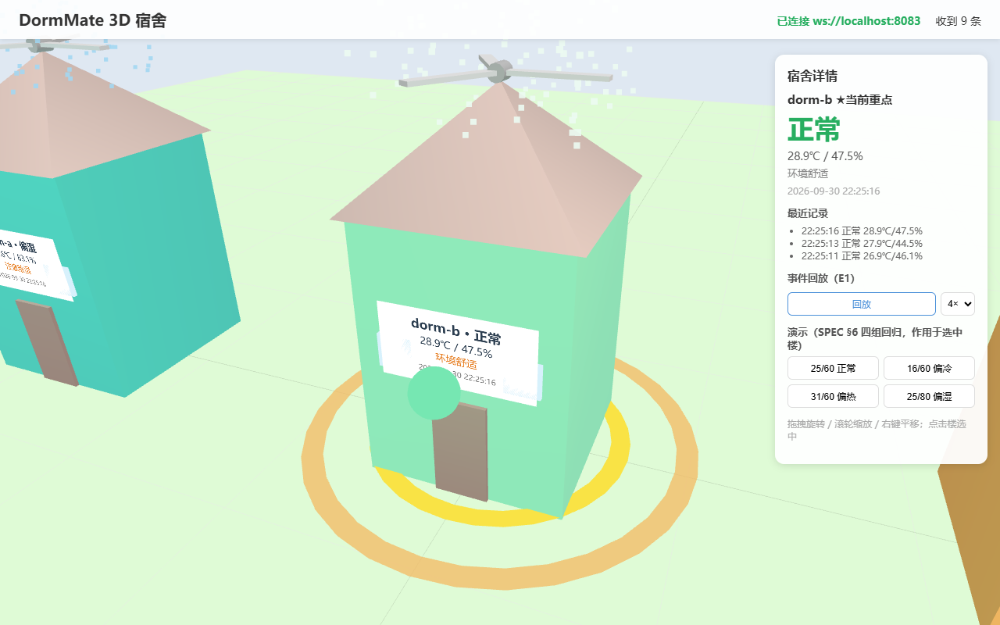 DormMate 3D 宿舍
已连接 ws://localhost:8083 收到 9 条
宿舍详情
dorm-b ★当前重点
正常
28.9℃ / 47.5%
环境舒适
2026-09-30 22:25:16
最近记录
• 22:25:16 正常 28.9℃/47.5%
• 22:25:13 正常 27.9℃/44.5%
• 22:25:11 正常 26.9℃/46.1%
事件回放（E1）
回放 4×
演示（SPEC §6 四组回归，作用于选中
楼）
25/60 正常 16/60 偏冷
31/60 偏热 25/80 偏湿
拖拽旋转 / 滚轮缩放 / 右键平移；点击楼选
中
m-a · 偏湿
℃ / 63.1%
22:25:16
dorm-b · 正常
28.9℃ / 47.5%
环境舒适
30 22:25:16